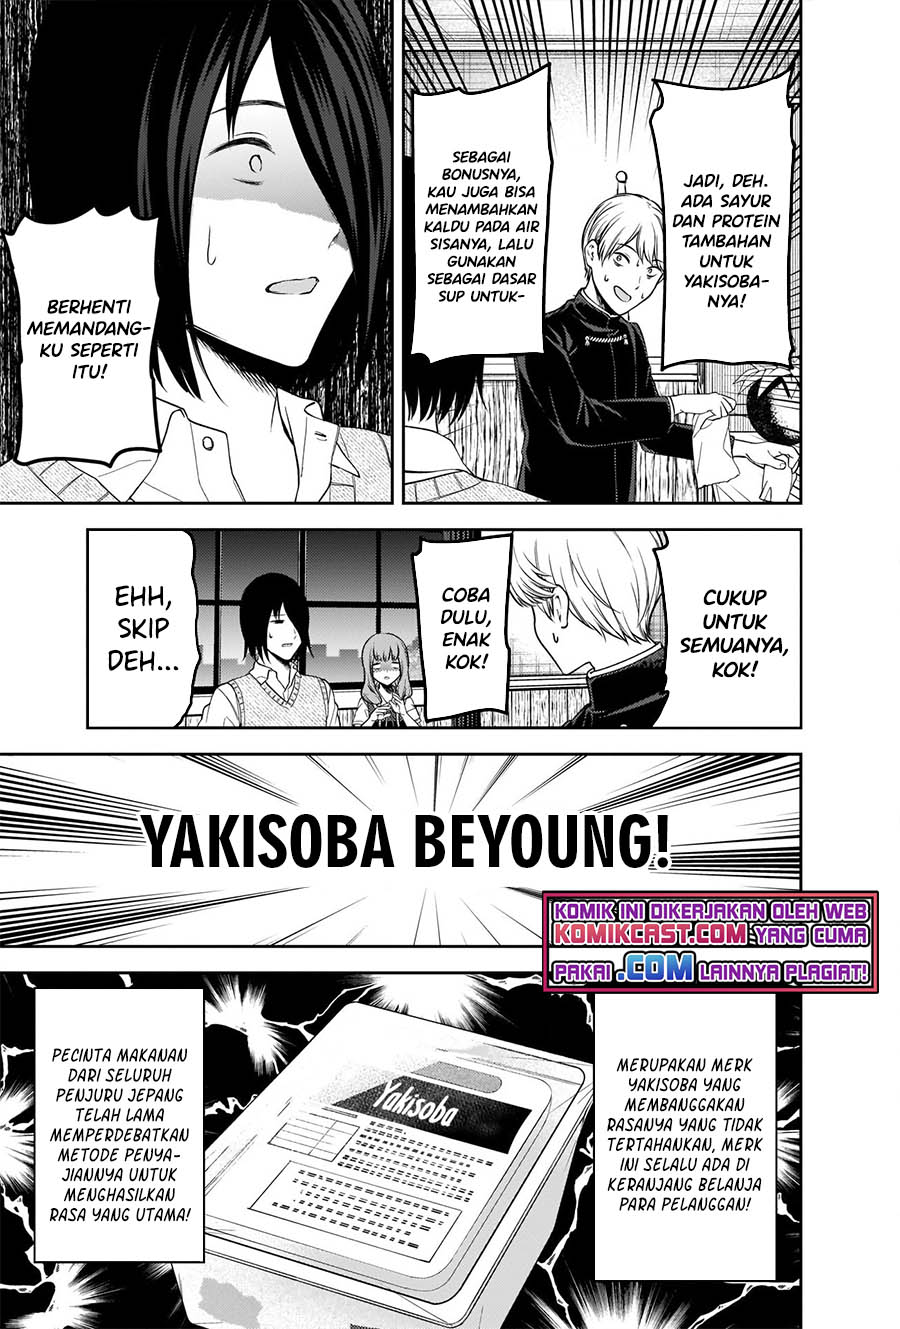 JADI, DEH.
ADA SAYUR
DAN PROTEIN
TAMBAHAN
UNTUK
YAKISOBA-
NYA!
SEBAGAI
BONUSNYA,
KAU JUGA BISA
MENAMBAHKAN
KALDU PADA AIR
SISANYA, LALU
GUNAKAN
SEBAGAI DASAR
SUP UNTUK-
BERHENTI
MEMANDANG-
KU SEPERTI
ITU!
CUKUP
UNTUK
SEMUANYA,
KOK!
COBA
DULU,
ENAK
KOK!
EHH,
SKIP
DEH...
YAKISOBA BEYOUNG!
KOMIK INI DIKERJAKAN OLEH WEB
KOMIKCAST.COM YANG CUMA
PAKAI .COM LAINNYA PLAGIAT!
MERUPAKAN MERK
YAKISOBA YANG
MEMBANGGAKAN
RASANYA YANG TIDAK
TERTAHANKAN, MERK
INI SELALU ADA DI
KERANJANG BELANJA
PARA PELANGGAN!
Yakisoba
PECINTA MAKANAN
DARI SELURUH
PENJURU JEPANG
TELAH LAMA
MEMPERDEBATKAN
METODE PENYA-
JIANNYA UNTUK
MENGHASILKAN
RASA YANG UTAMA!